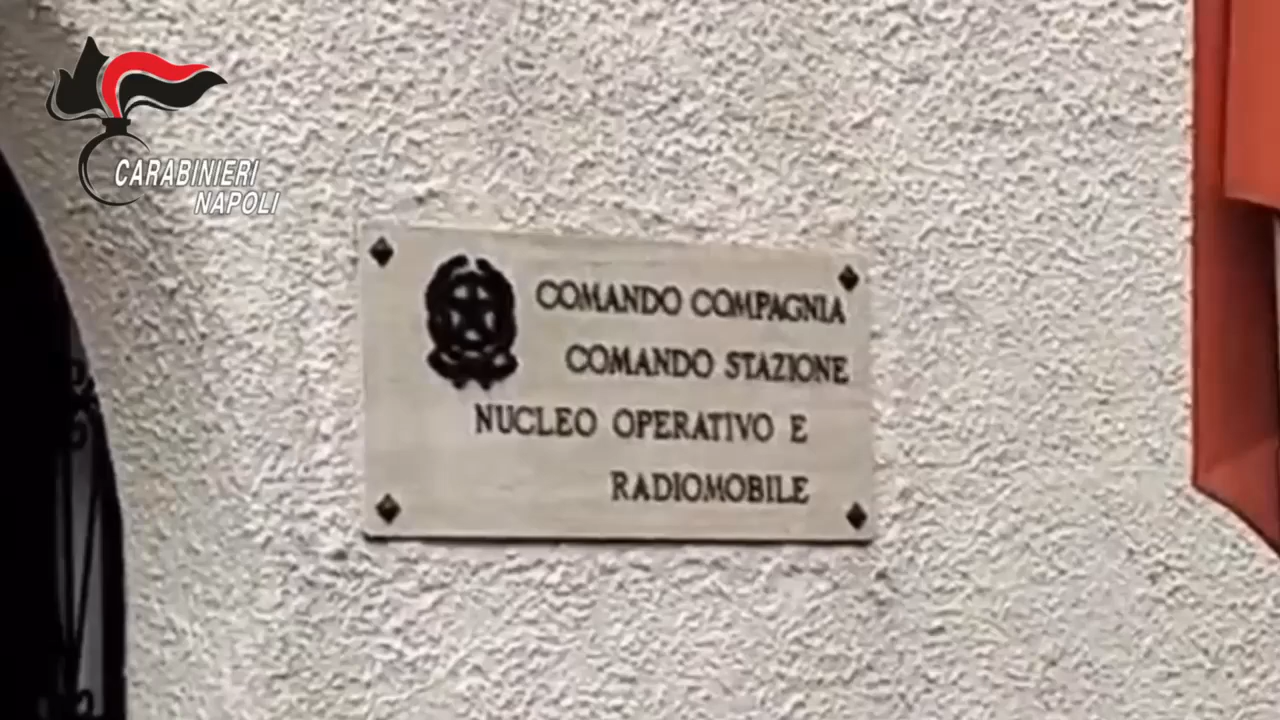 CARABINIERI
NAPOLI
COMANDO COMPAGNIA
COMANDO STAZIONE
NUCLEO OPERATIVO E
RADIOMOBILE